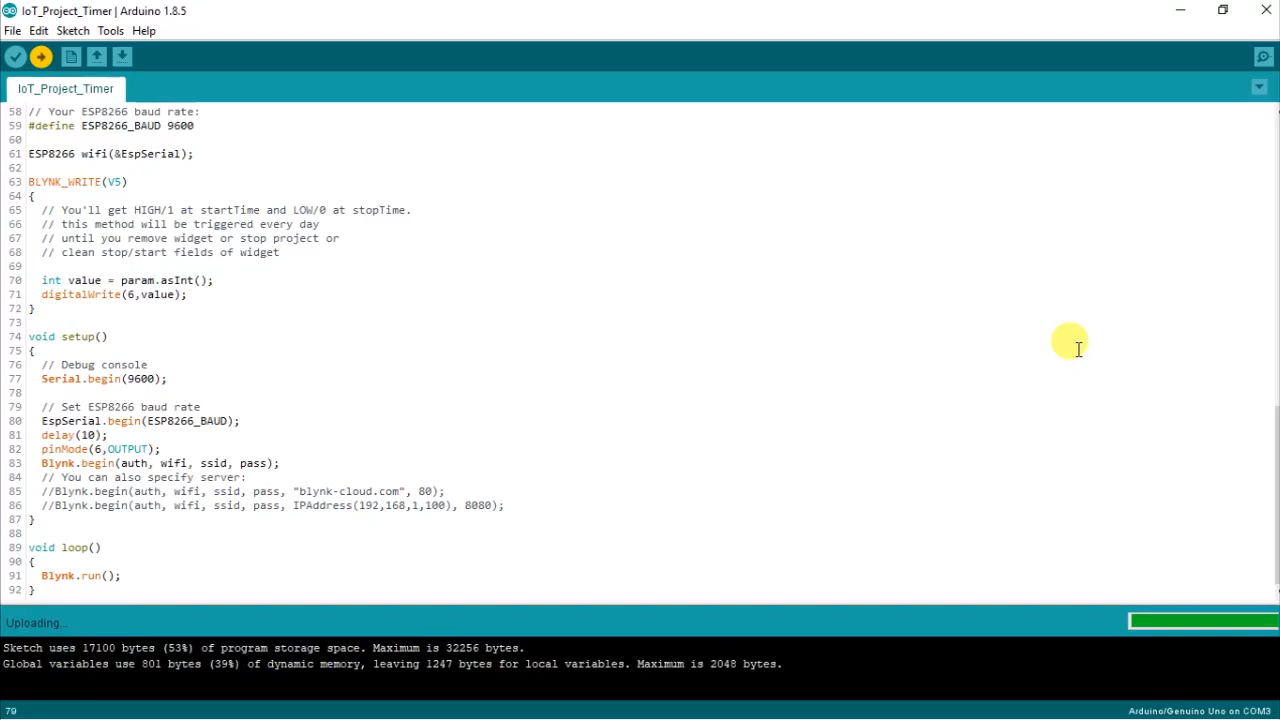 IoT_Project_Timer | Arduino 1.8.5
File Edit Sketch Tools Help
IoT_Project_Timer
58 // Your ESP8266 baud rate:
59 #define ESP8266_BAUD 9600
60
61 ESP8266 wifi(&EspSerial);
62
63 BLYNK_WRITE(V5)
64 {
65 // You'll get HIGH/1 at startTime and LOW/0 at stopTime.
66 // this method will be triggered every day
67 // until you remove widget or stop project or
68 // clean stop/start fields of widget
69
70 int value = param.asInt();
71 digitalWrite(6,value);
72 }
73
74 void setup()
75 {
76 // Debug console
77 Serial.begin(9600);
78
79 // Set ESP8266 baud rate
80 EspSerial.begin(ESP8266_BAUD);
81 delay(10);
82 pinMode(6,OUTPUT);
83 Blynk.begin(auth, wifi, ssid, pass);
84 // You can also specify server:
85 //Blynk.begin(auth, wifi, ssid, pass, "blynk-cloud.com", 80);
86 //Blynk.begin(auth, wifi, ssid, pass, IPAddress(192,168,1,100), 8080);
87 }
88
89 void loop()
90 {
91 Blynk.run();
92 }
Uploading...
Sketch uses 17100 bytes (53%) of program storage space. Maximum is 32256 bytes.
Global variables use 801 bytes (39%) of dynamic memory, leaving 1247 bytes for local variables. Maximum is 2048 bytes.
79 Arduino/Genuino Uno on COM3